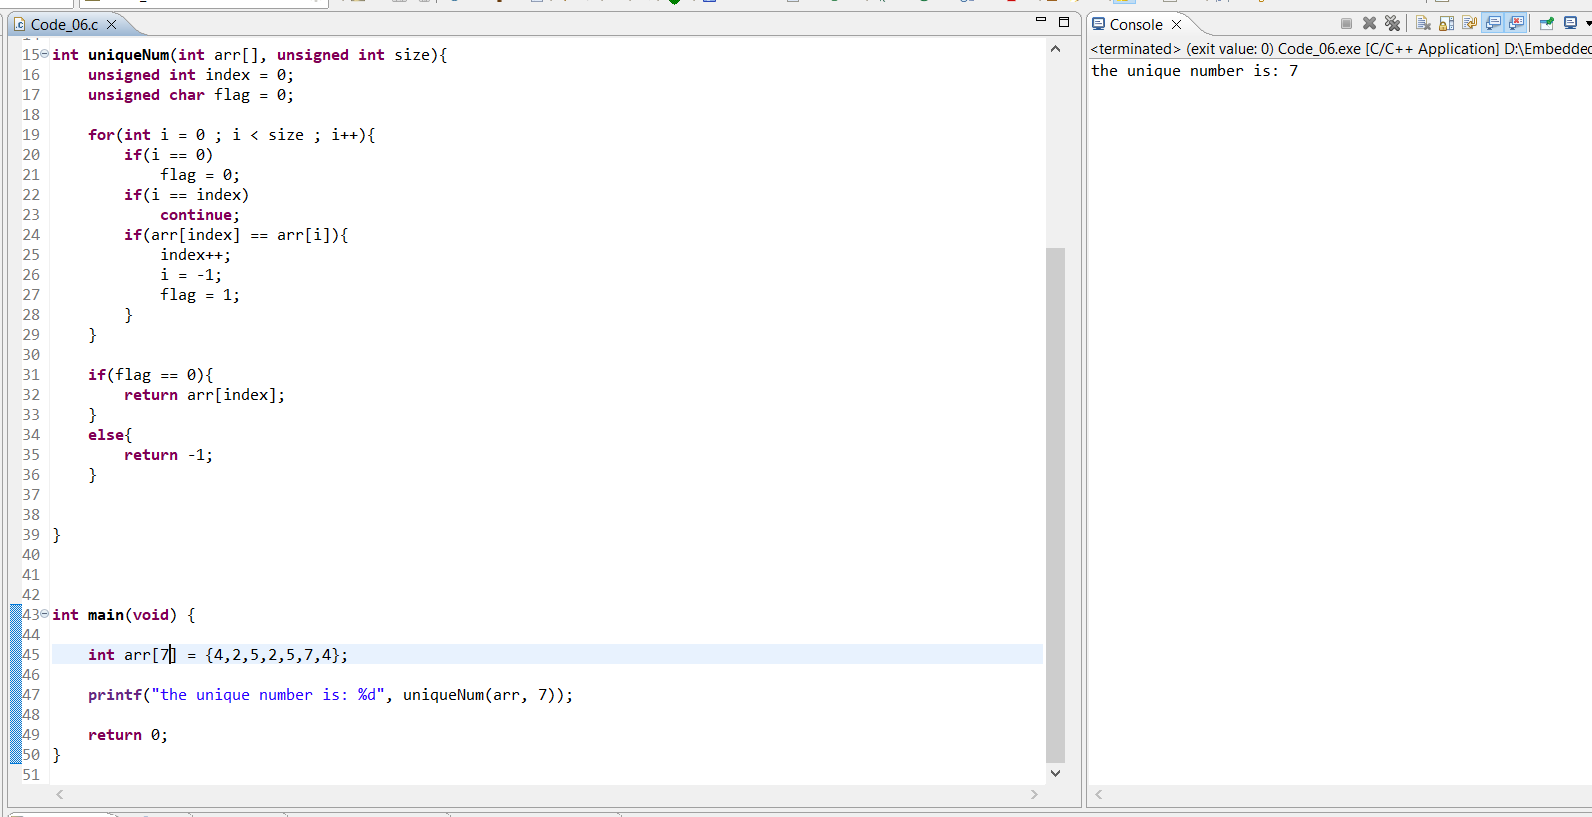 Code_06.c
15 int uniqueNum(int arr[], unsigned int size){
16     unsigned int index = 0;
17     unsigned char flag = 0;
18
19     for(int i = 0 ; i < size ; i++){
20         if(i == 0)
21             flag = 0;
22         if(i == index)
23             continue;
24         if(arr[index] == arr[i]){
25             index++;
26             i = -1;
27             flag = 1;
28         }
29     }
30
31     if(flag == 0){
32         return arr[index];
33     }
34     else{
35         return -1;
36     }
37
38
39 }
40
41
42
43 int main(void) {
44
45     int arr[7] = {4,2,5,2,5,7,4};
46
47     printf("the unique number is: %d", uniqueNum(arr, 7));
48
49     return 0;
50 }
51
Console
<terminated> (exit value: 0) Code_06.exe [C/C++ Application] D:\Embedded
the unique number is: 7